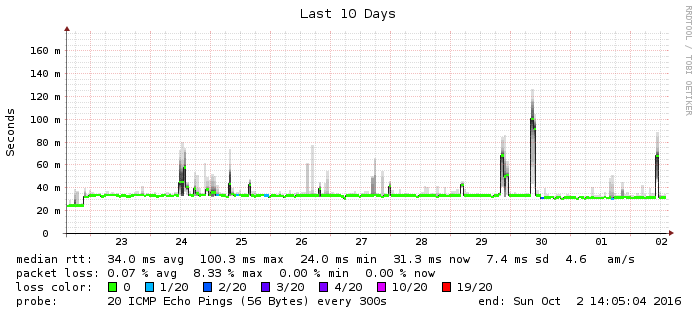 Last 10 Days
RRDTOOL / TOBI OETIKER
Seconds
160 m
140 m
120 m
100 m
80 m
60 m
40 m
20 m
0
23 24 25 26 27 28 29 30 01 02
median rtt: 34.0 ms avg 100.3 ms max 24.0 ms min 31.3 ms now 7.4 ms sd 4.6 am/s
packet loss: 0.07 % avg 8.33 % max 0.00 % min 0.00 % now
loss color: 0 1/20 2/20 3/20 4/20 10/20 19/20
probe: 20 ICMP Echo Pings (56 Bytes) every 300s end: Sun Oct 2 14:05:04 2016